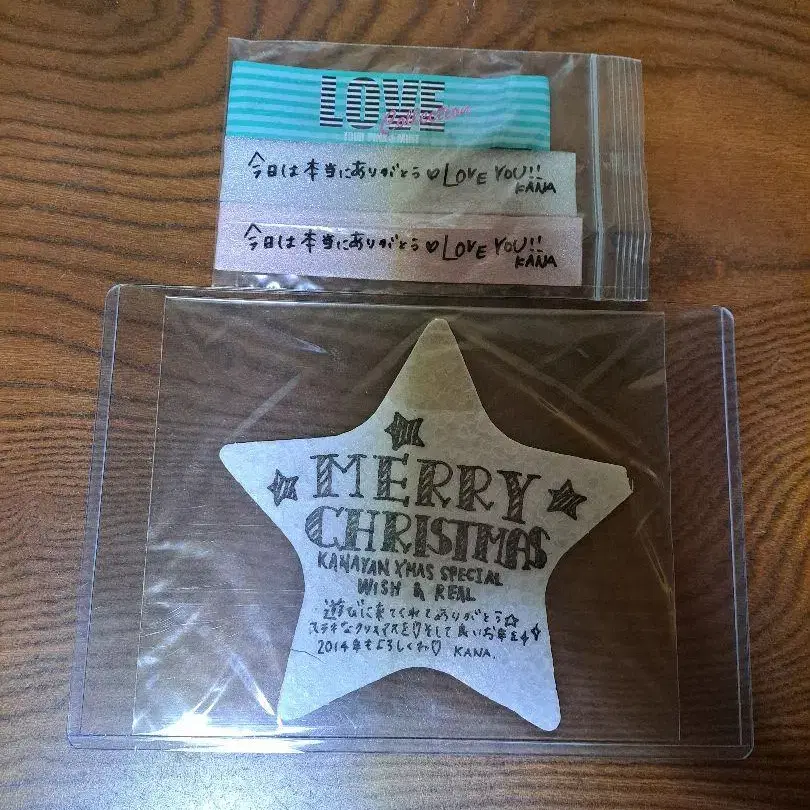 LOVE
Collection
TOUR PINK & MINT
今日は本当にありがとう♡LOVE YOU!!
KANA
今日は本当にありがとう♡LOVE YOU!!
KANA
MERRY
CHRISTMAS
KANAYAN XMAS SPECIAL
WISH & REAL
遊びに来てくれてありがとう☆
ステキなクリスマスを♡そして良いお年を
2014年もよろしくね♡ KANA.